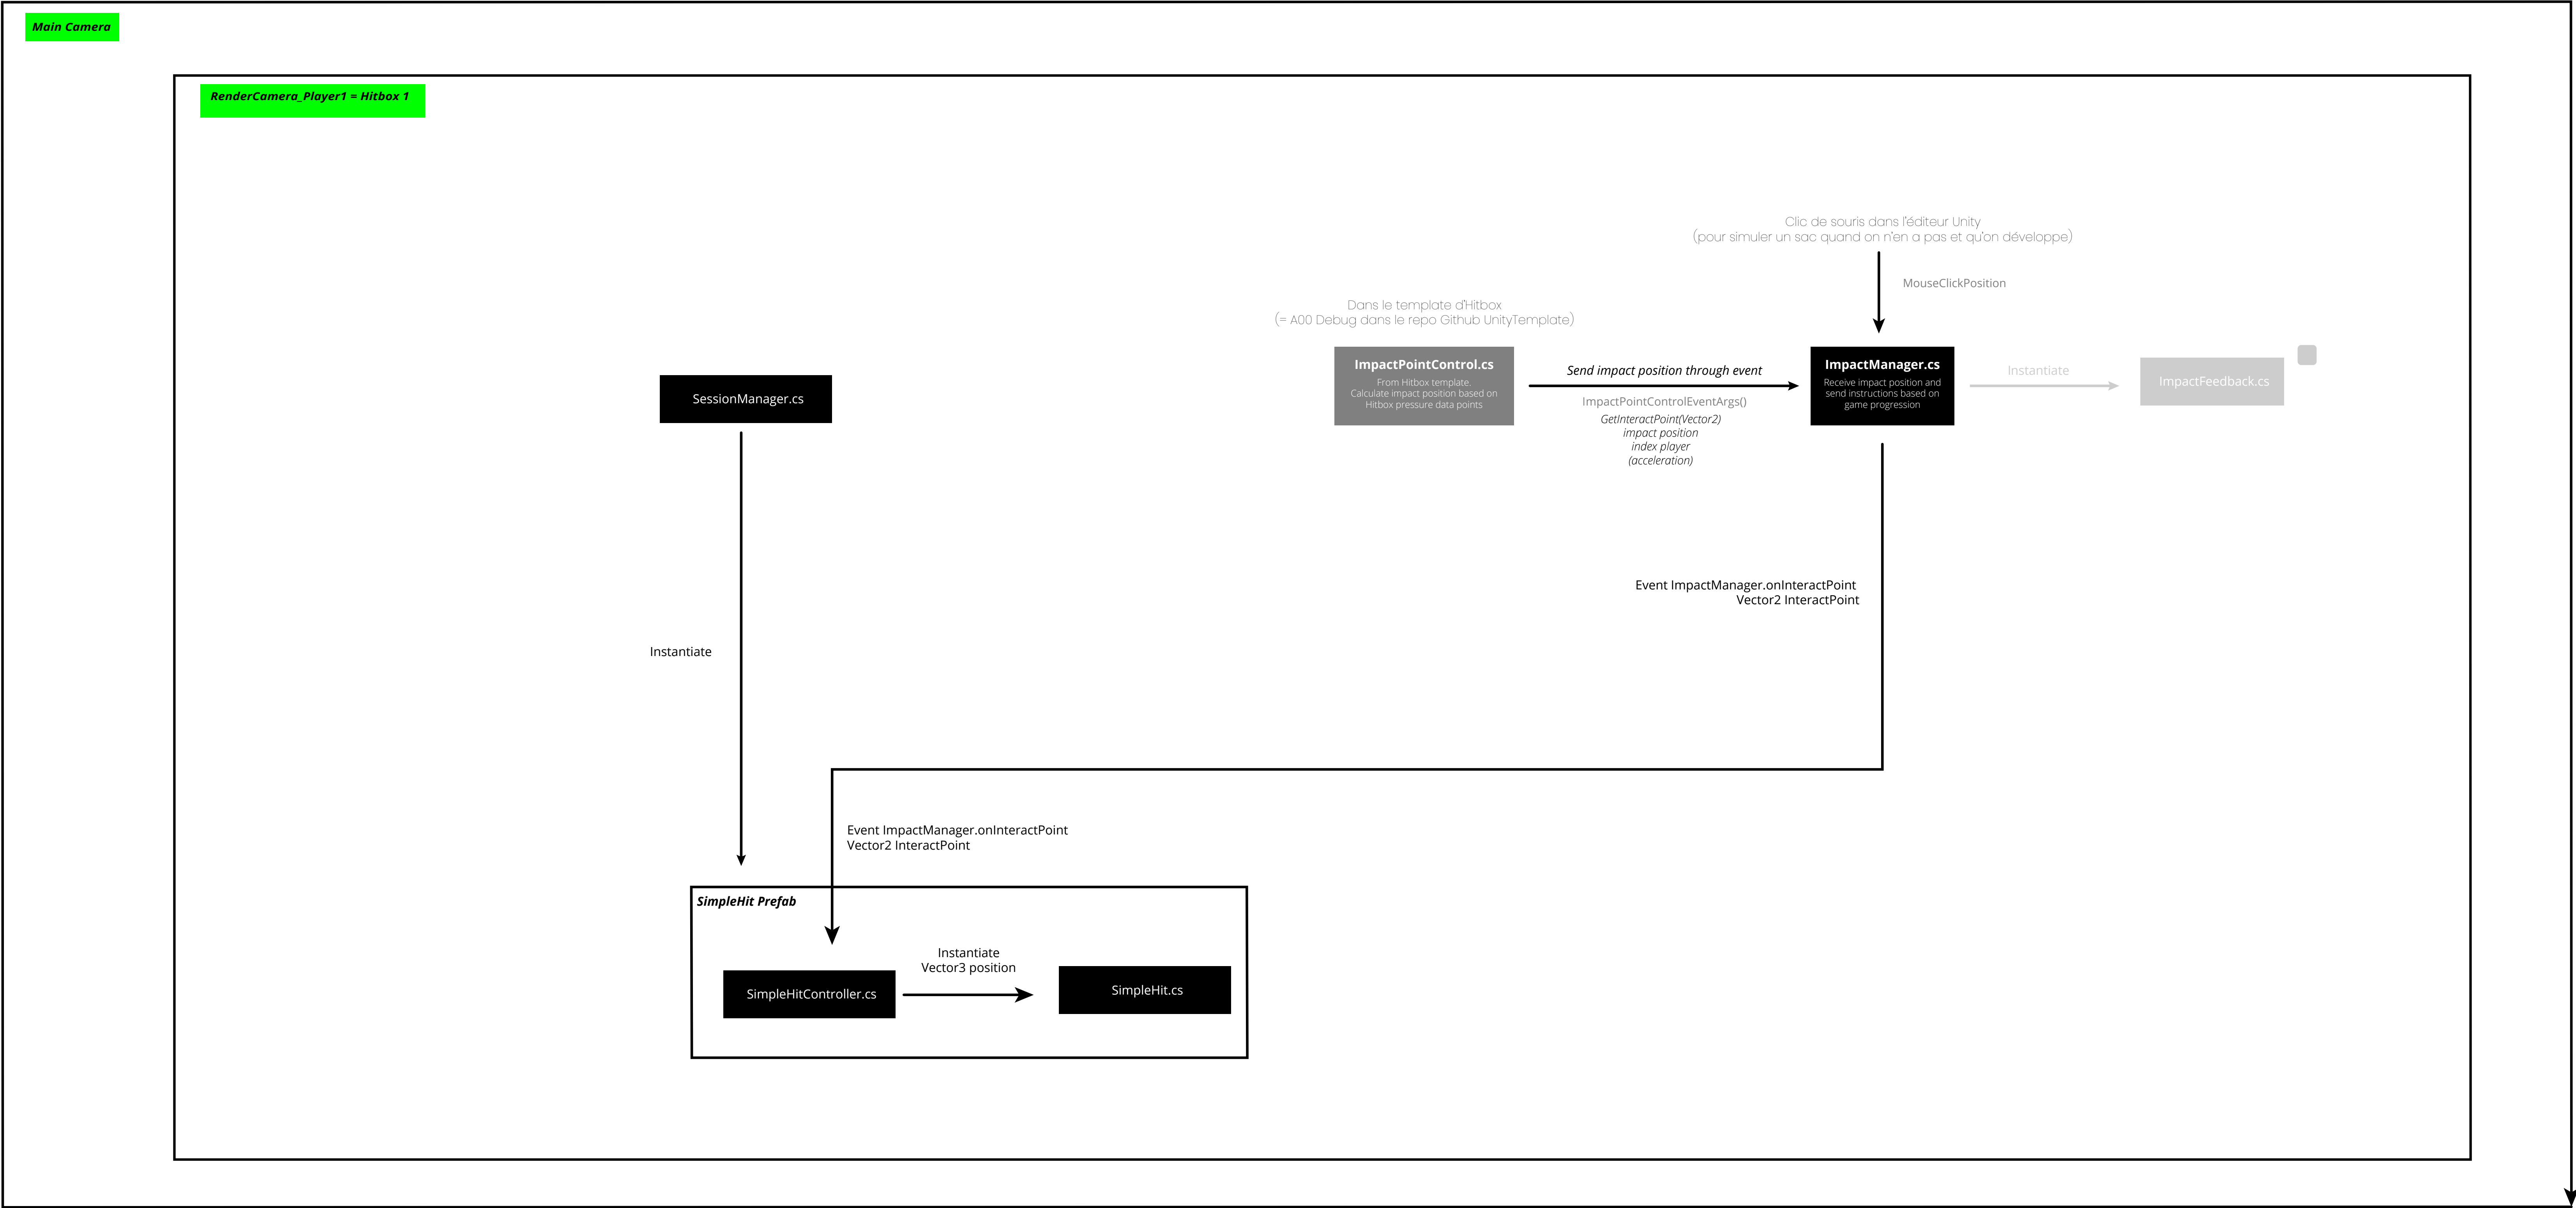 Main Camera
RenderCamera_Player1 = Hitbox 1
Clic de souris dans l'éditeur Unity
(pour simuler un sac quand on n'en a pas et qu'on développe)
MouseClickPosition
Dans le template d'Hitbox
(= A00 Debug dans le repo Github UnityTemplate)
ImpactPointControl.cs
From Hitbox template.
Calculate impact position based on
Hitbox pressure data points
Send impact position through event
ImpactPointControlEventArgs()
GetInteractPoint(Vector2)
impact position
index player
(acceleration)
ImpactManager.cs
Receive impact position and
send instructions based on
game progression
Instantiate
ImpactFeedback.cs
SessionManager.cs
Event ImpactManager.onInteractPoint
Vector2 InteractPoint
Instantiate
Event ImpactManager.onInteractPoint
Vector2 InteractPoint
SimpleHit Prefab
Instantiate
Vector3 position
SimpleHitController.cs
SimpleHit.cs